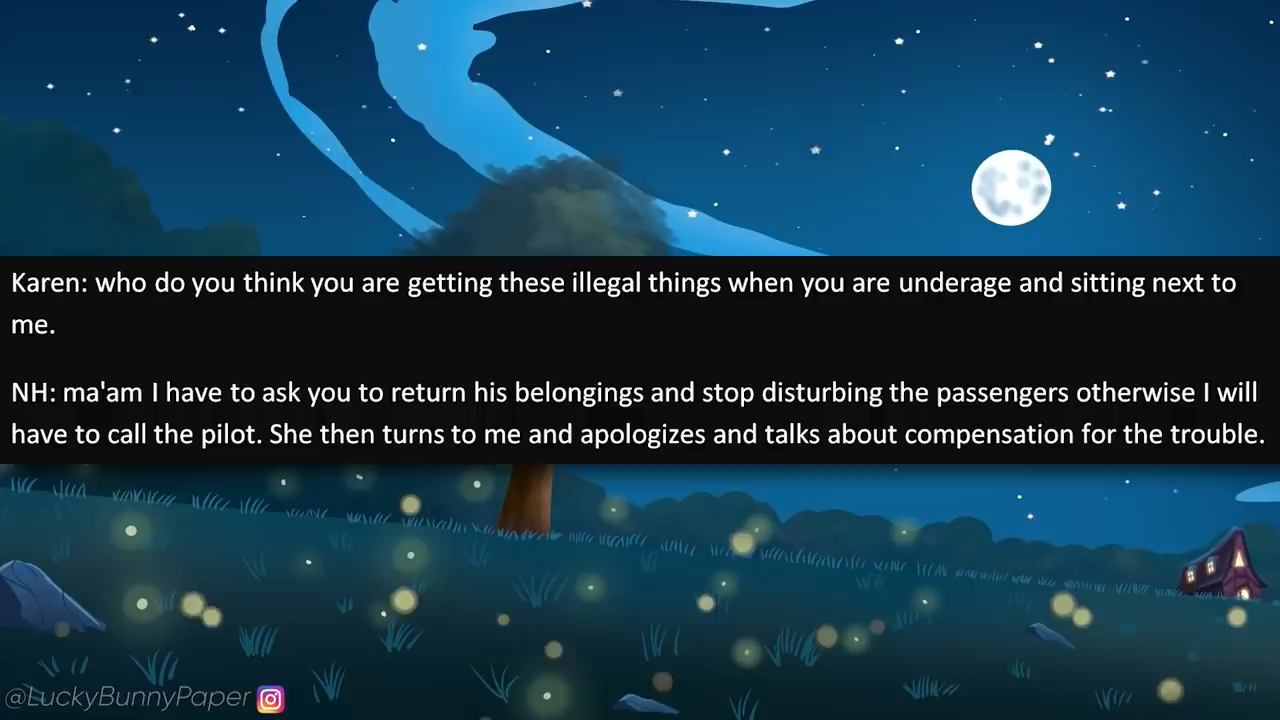 Karen: who do you think you are getting these illegal things when you are underage and sitting next to
me.
NH: ma'am I have to ask you to return his belongings and stop disturbing the passengers otherwise I will
have to call the pilot. She then turns to me and apologizes and talks about compensation for the trouble.
@LuckyBunnyPaper